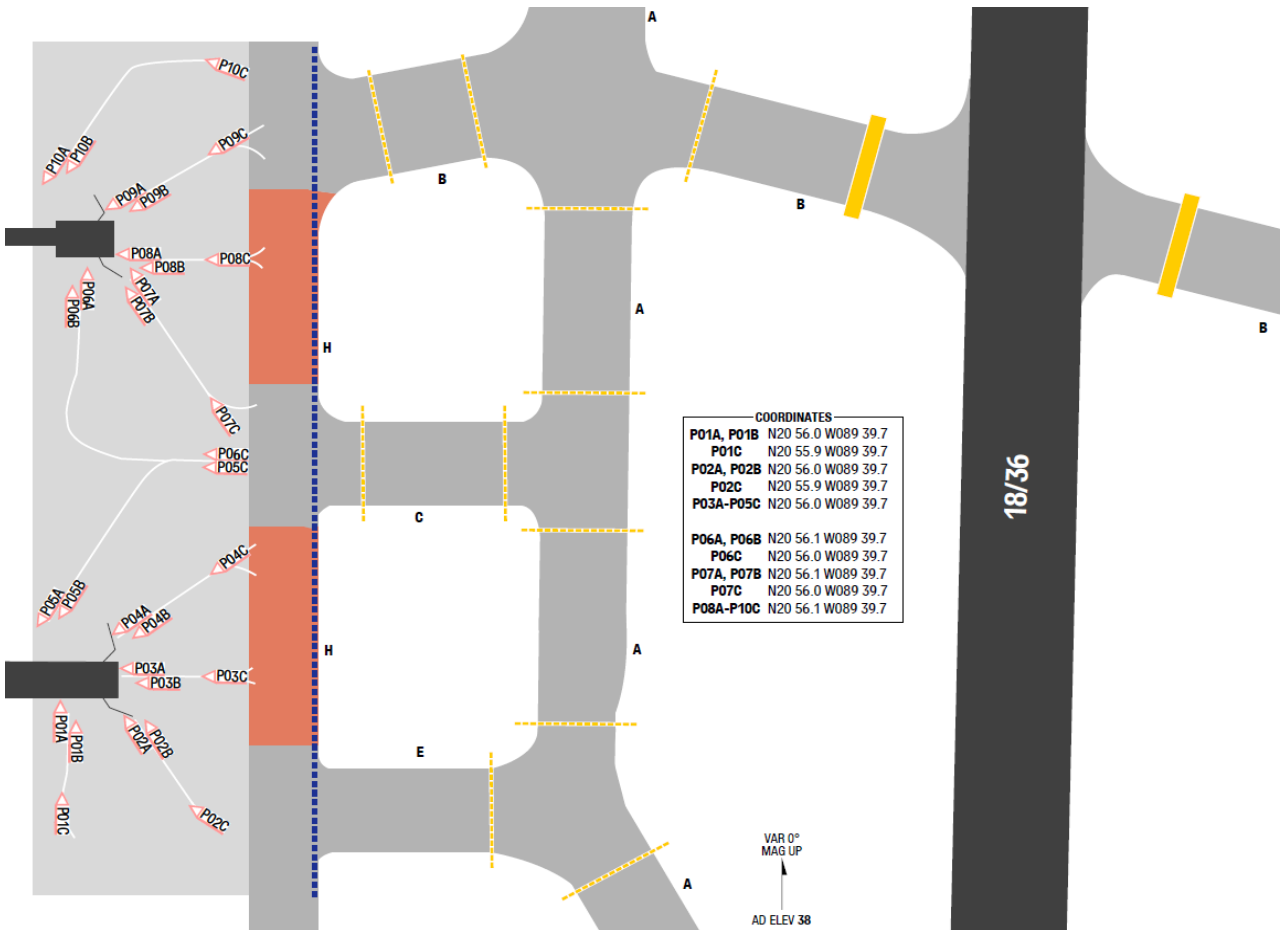 A
P10C
P10A
P10B
P09C
B
P09A
P09B
B
P08A
P08B
P08C
P06A
P06B
P07A
P07B
A
B
H
P07C
COORDINATES
P01A, P01B N20 56.0 W089 39.7
P01C N20 55.9 W089 39.7
P02A, P02B N20 56.0 W089 39.7
P02C N20 55.9 W089 39.7
P03A-P05C N20 56.0 W089 39.7
P06A, P06B N20 56.1 W089 39.7
P06C N20 56.0 W089 39.7
P07A, P07B N20 56.1 W089 39.7
P07C N20 56.0 W089 39.7
P08A-P10C N20 56.1 W089 39.7
P06C
P05C
18/36
C
P04C
P05A
P05B
P04A
P04B
H
A
P03A
P03B
P03C
P01A
P01B
P02A
P02B
E
P01C
P02C
VAR 0°
MAG UP
A
AD ELEV 38